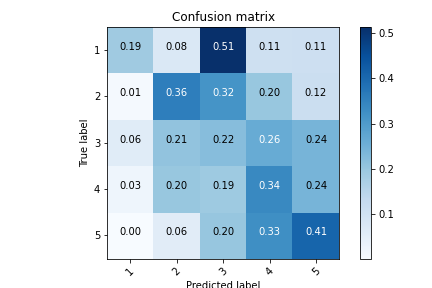 Confusion matrix
1 0.19 0.08 0.51 0.11 0.11
2 0.01 0.36 0.32 0.20 0.12
3 0.06 0.21 0.22 0.26 0.24
4 0.03 0.20 0.19 0.34 0.24
5 0.00 0.06 0.20 0.33 0.41
1 2 3 4 5
True label
Predicted label
0.5
0.4
0.3
0.2
0.1